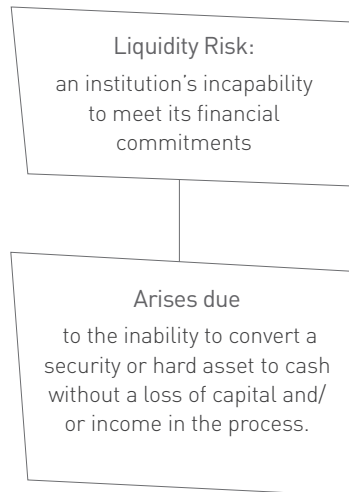 Liquidity Risk:
an institution’s incapability
to meet its financial
commitments
Arises due
to the inability to convert a
security or hard asset to cash
without a loss of capital and/
or income in the process.